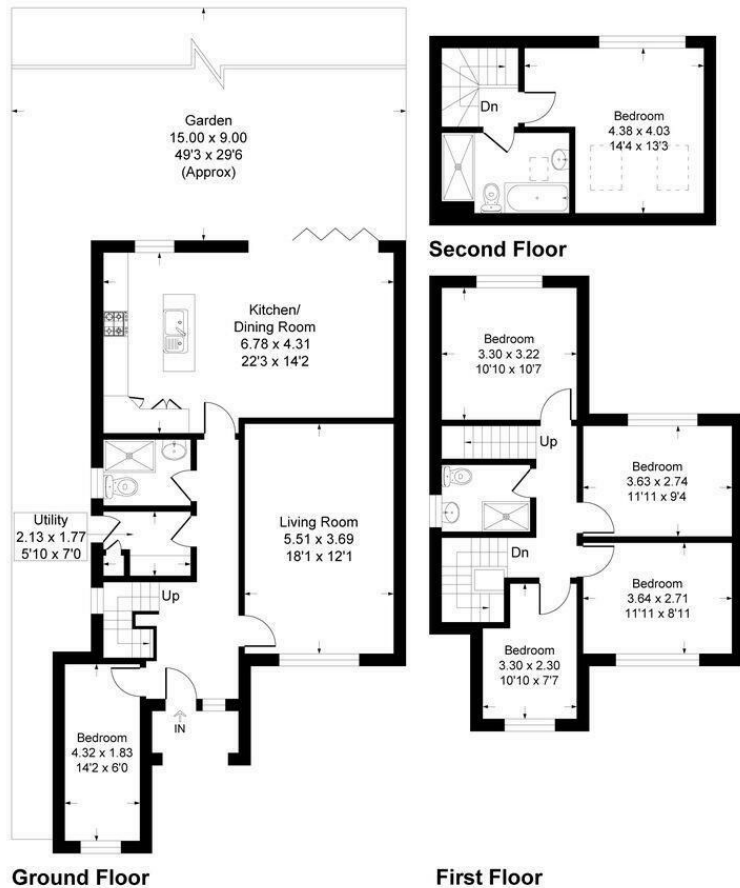 Garden
15.00 x 9.00
49'3 x 29'6
(Approx)
Kitchen/
Dining Room
6.78 x 4.31
22'3 x 14'2
Utility
2.13 x 1.77
5'10 x 7'0
Living Room
5.51 x 3.69
18'1 x 12'1
Up
IN
Bedroom
4.32 x 1.83
14'2 x 6'0
Ground Floor
Dn
Bedroom
4.38 x 4.03
14'4 x 13'3
Second Floor
Bedroom
3.30 x 3.22
10'10 x 10'7
Up
Bedroom
3.63 x 2.74
11'11 x 9'4
Dn
Bedroom
3.64 x 2.71
11'11 x 8'11
Bedroom
3.30 x 2.30
10'10 x 7'7
First Floor